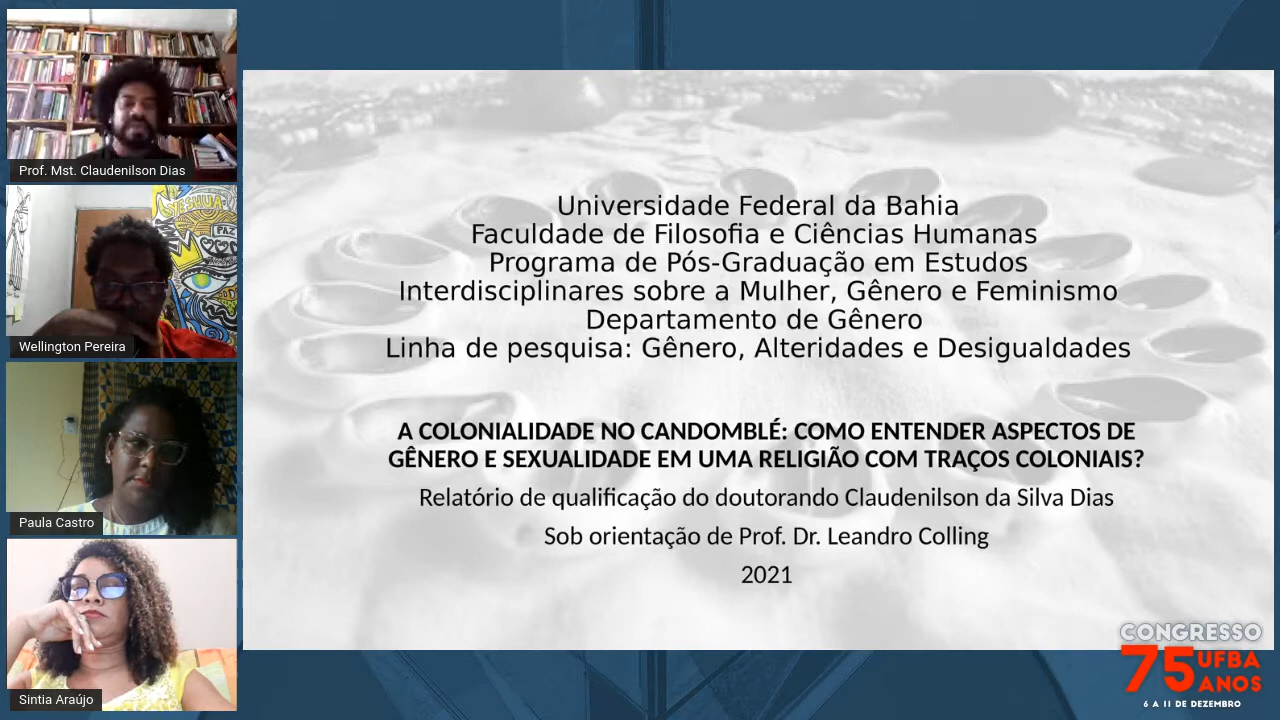 Prof. Mst. Claudenilson Dias
YESHUA
PAZ
Wellington Pereira
Paula Castro
Sintia Araújo
Universidade Federal da Bahia
Faculdade de Filosofia e Ciências Humanas
Programa de Pós-Graduação em Estudos
Interdisciplinares sobre a Mulher, Gênero e Feminismo
Departamento de Gênero
Linha de pesquisa: Gênero, Alteridades e Desigualdades
A COLONIALIDADE NO CANDOMBLÉ: COMO ENTENDER ASPECTOS DE
GÊNERO E SEXUALIDADE EM UMA RELIGIÃO COM TRAÇOS COLONIAIS?
Relatório de qualificação do doutorando Claudenilson da Silva Dias
Sob orientação de Prof. Dr. Leandro Colling
2021
CONGRESSO
75 UFBA
ANOS
6 A 11 DE DEZEMBRO